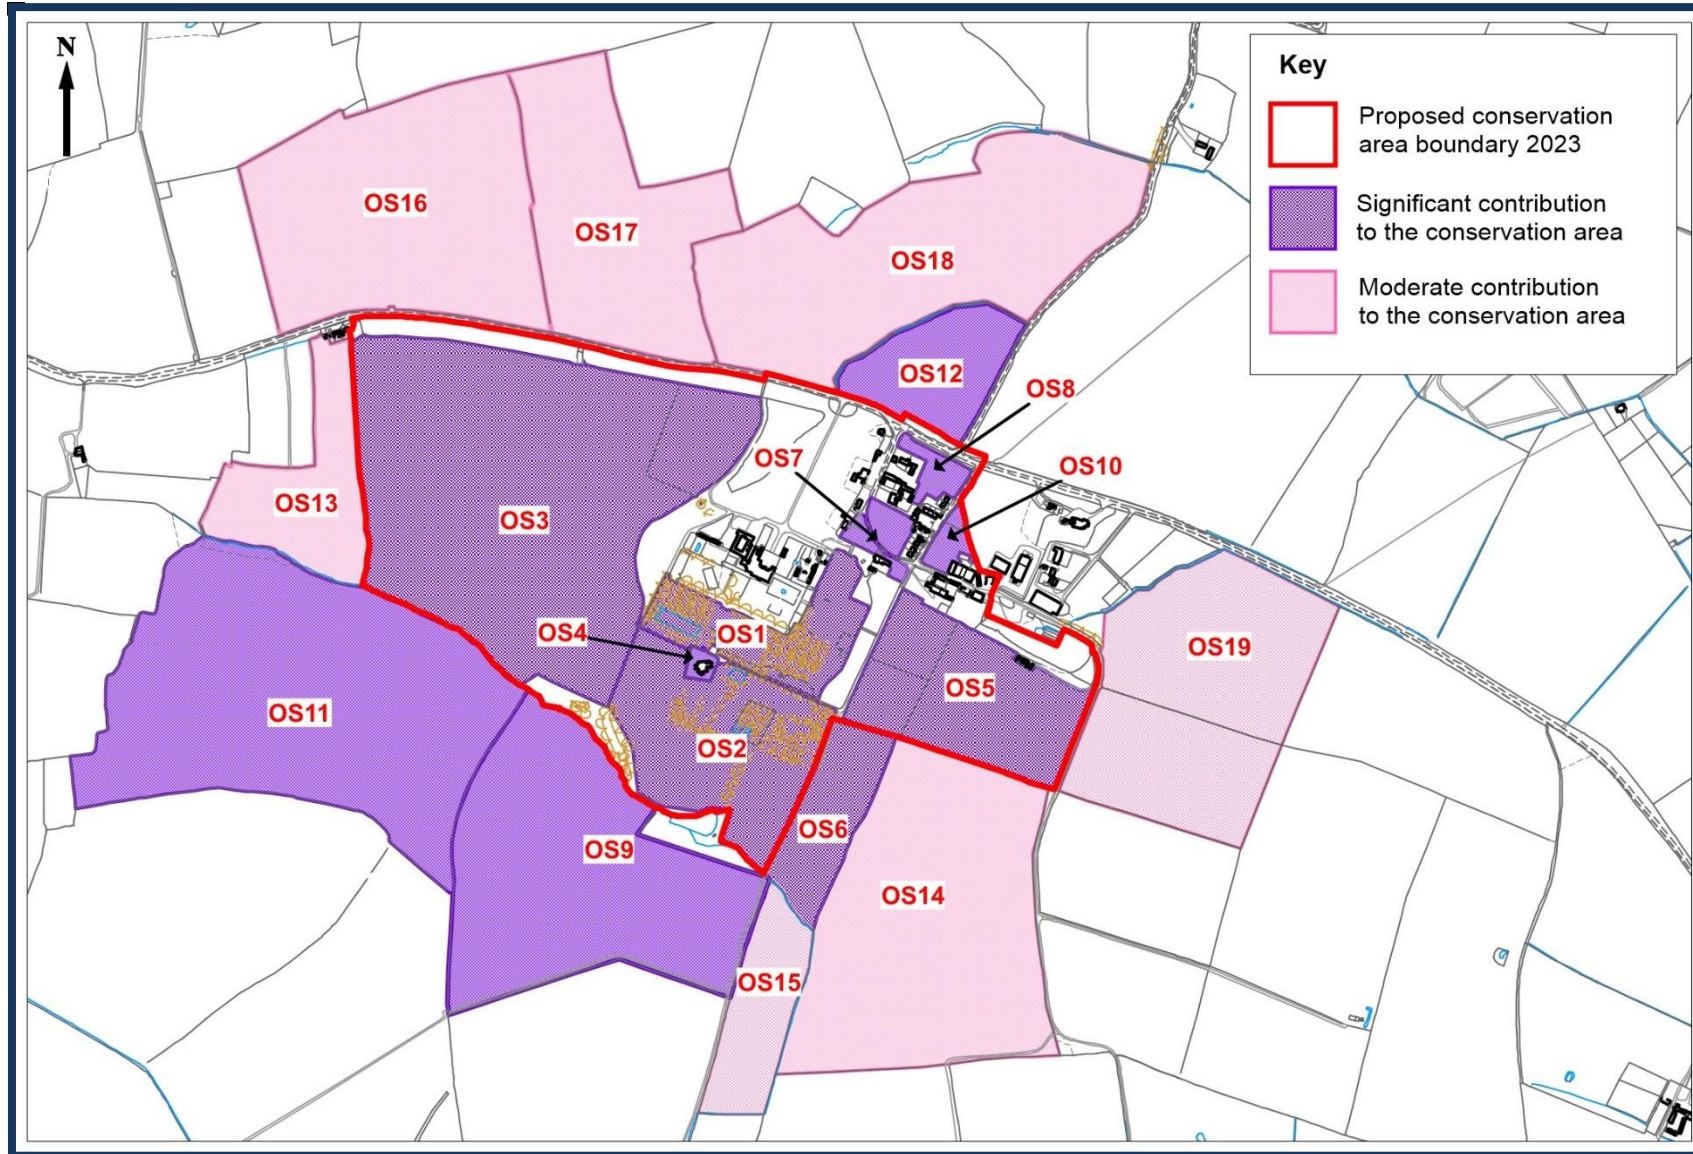 N
Key
Proposed conservation
area boundary 2023
Significant contribution
to the conservation area
Moderate contribution
to the conservation area
OS16
OS17
OS18
OS12
OS8
OS7
OS10
OS13
OS3
OS4
OS1
OS19
OS5
OS11
OS2
OS6
OS9
OS14
OS15